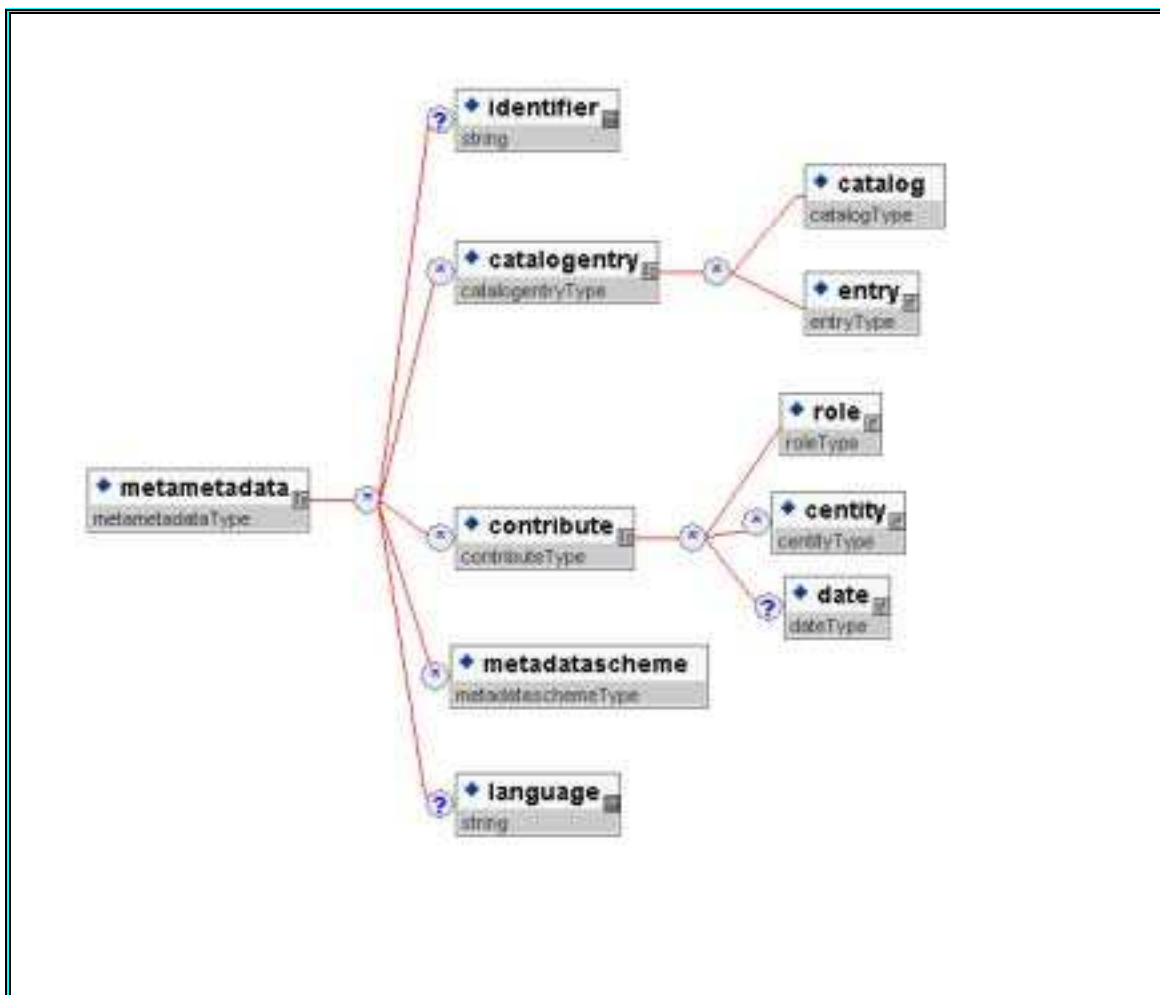 identifier
string
catalog
catalogType
catalogentry
catalogentryType
entry
entryType
role
roleType
metametadata
metametadataType
centity
centityType
contribute
contributeType
date
dateType
metadatascheme
metadataschemeType
language
string